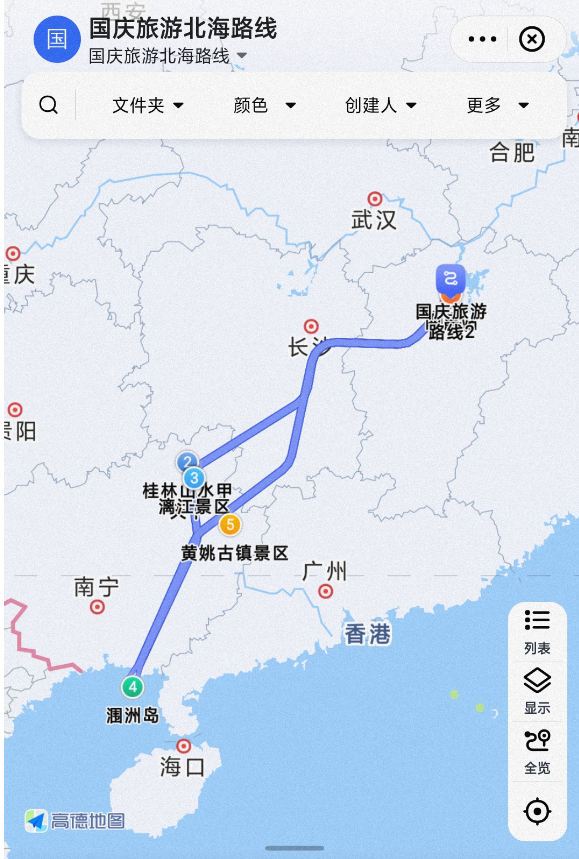 西安
国
国庆旅游北海路线
国庆旅游北海路线
文件夹
颜色
创建人
更多
合肥
南
武汉
重庆
国庆旅游
路线2
长沙
贵阳
2
3
桂林山水甲
漓江景区
5
黄姚古镇景区
广州
南宁
香港
列表
4
显示
涠洲岛
海口
全览
高德地图